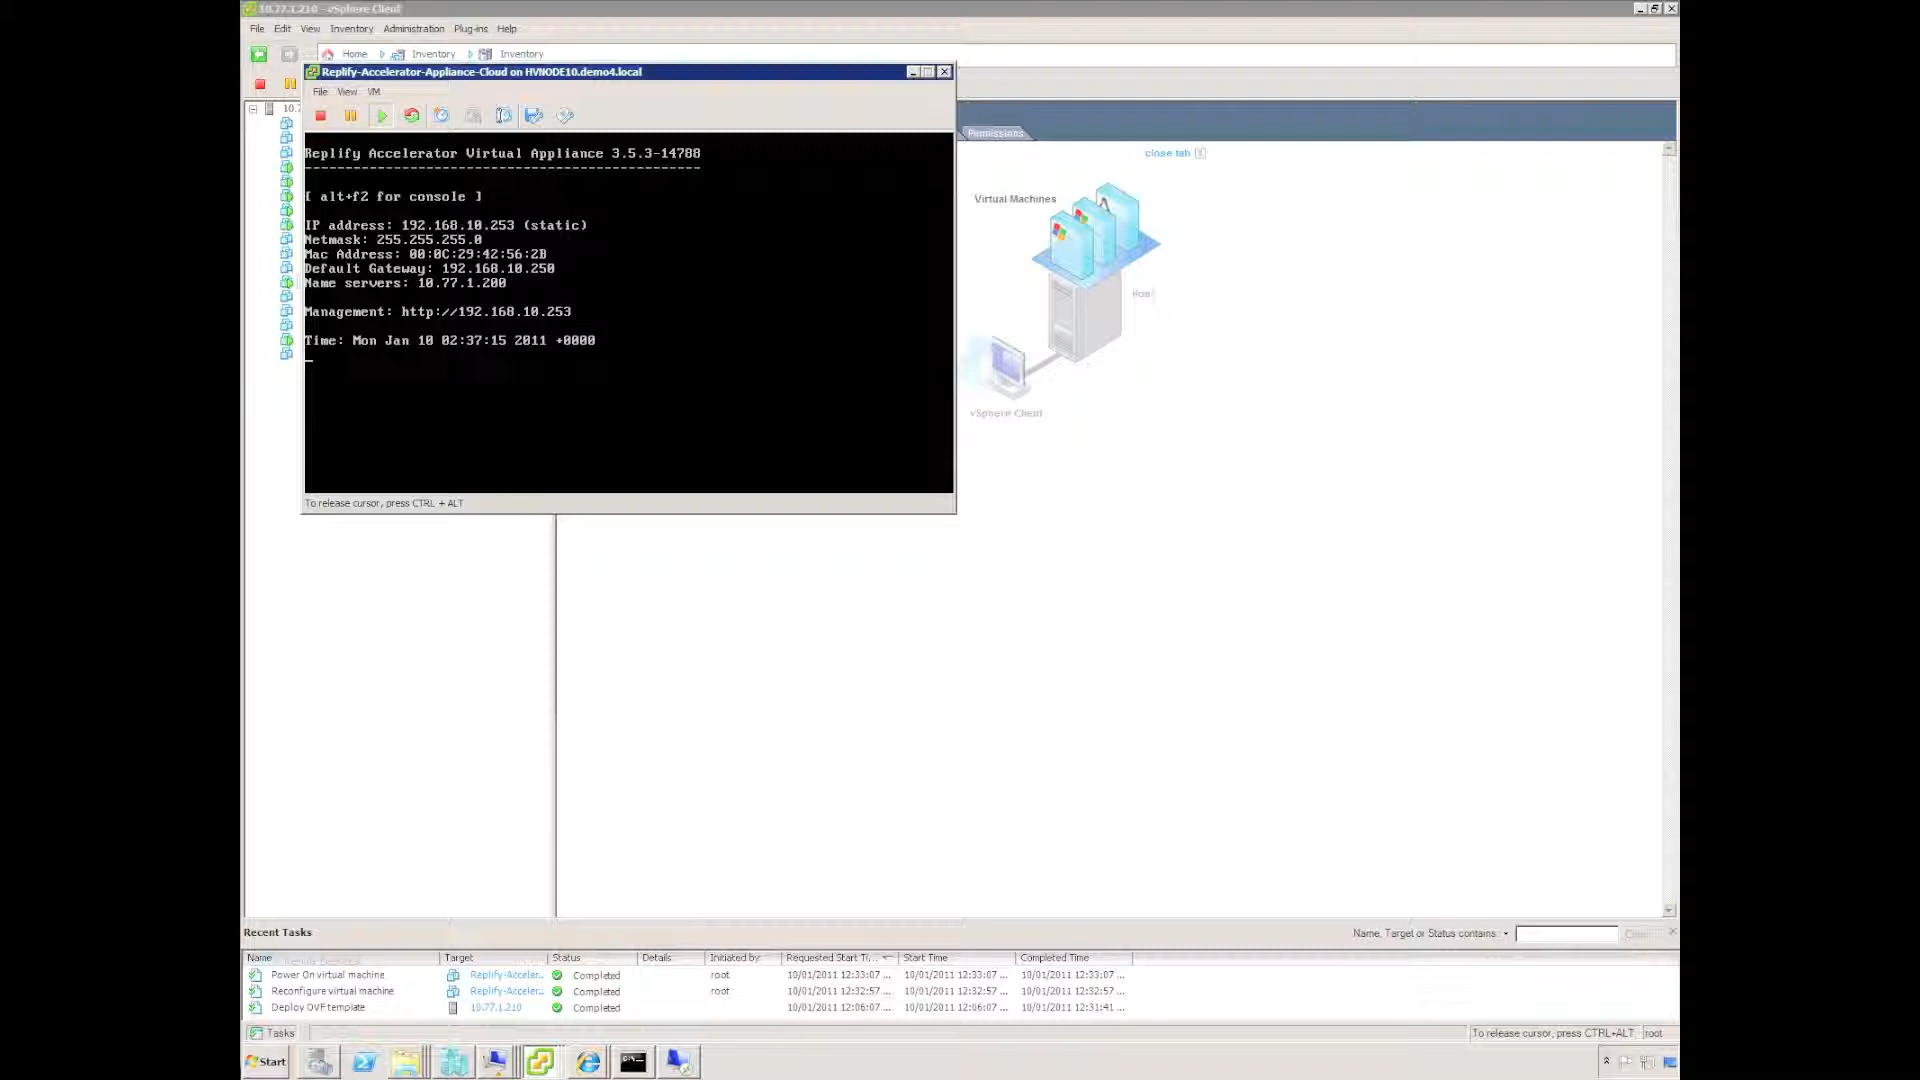 10.77.1.210 - vSphere Client
File Edit View Inventory Administration Plug-ins Help
Home Inventory Inventory
Replify-Accelerator-Appliance-Cloud on HVNODE10.demo4.local
File View VM
10.7
Permissions
close tab
Replify Accelerator Virtual Appliance 3.5.3-14788
-------------------------------------------------
[ alt+f2 for console ]
IP address: 192.168.10.253 (static)
Netmask: 255.255.255.0
Mac Address: 00:0C:29:42:56:2B
Default Gateway: 192.168.10.250
Name servers: 10.77.1.200
Management: http://192.168.10.253
Time: Mon Jan 10 02:37:15 2011 +0000
To release cursor, press CTRL + ALT
Virtual Machines
Host
vSphere Client
Recent Tasks
Name, Target or Status contains:
Name Target Status Details Initiated by Requested Start Ti... Start Time Completed Time
Power On virtual machine Replify-Acceler... Completed root 10/01/2011 12:33:07 ... 10/01/2011 12:33:07 ... 10/01/2011 12:33:07 ...
Reconfigure virtual machine Replify-Acceler... Completed root 10/01/2011 12:32:57 ... 10/01/2011 12:32:57 ... 10/01/2011 12:32:57 ...
Deploy OVF template 10.77.1.210 Completed 10/01/2011 12:06:07 ... 10/01/2011 12:06:07 ... 10/01/2011 12:31:41 ...
Tasks
To release cursor, press CTRL+ALT root
Start